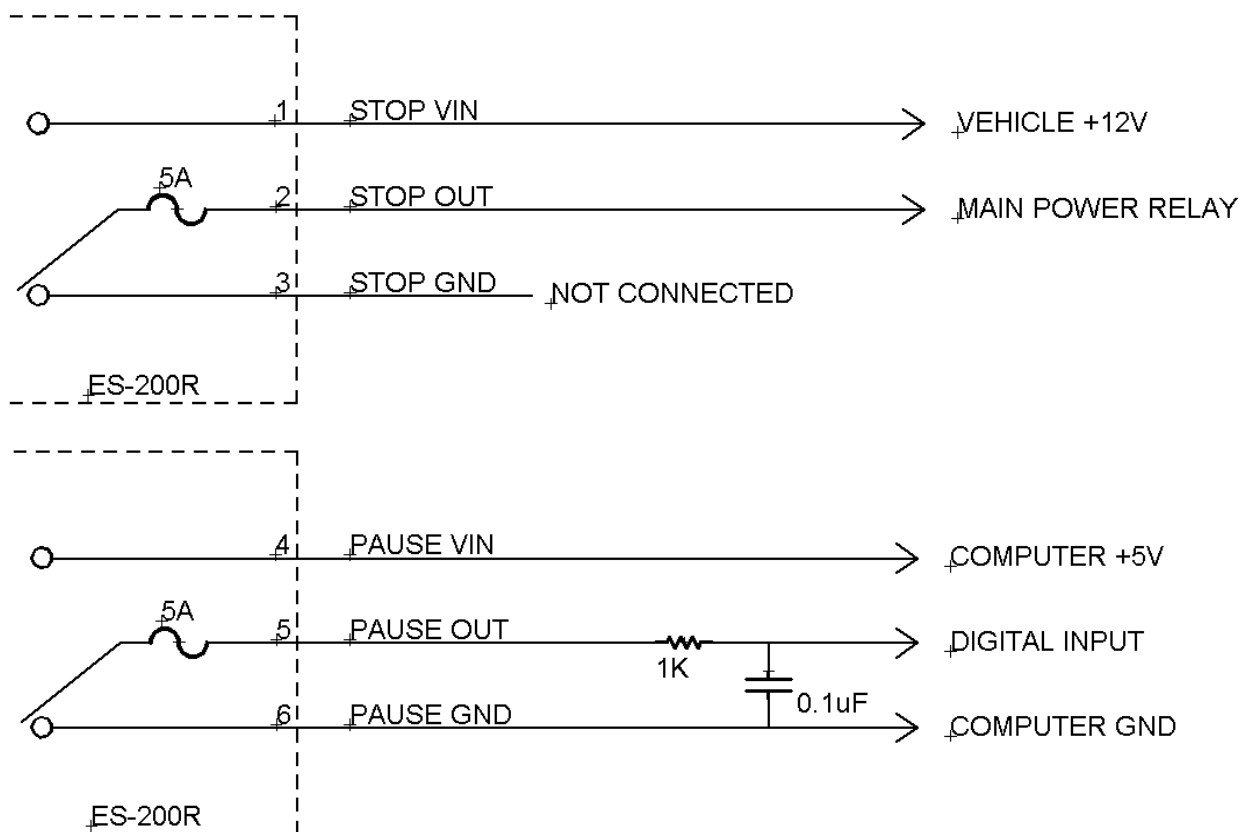 1 STOP VIN VEHICLE +12V
5A
2 STOP OUT MAIN POWER RELAY
3 STOP GND NOT CONNECTED
ES-200R
4 PAUSE VIN COMPUTER +5V
5A
5 PAUSE OUT DIGITAL INPUT
1K
0.1uF
6 PAUSE GND COMPUTER GND
ES-200R